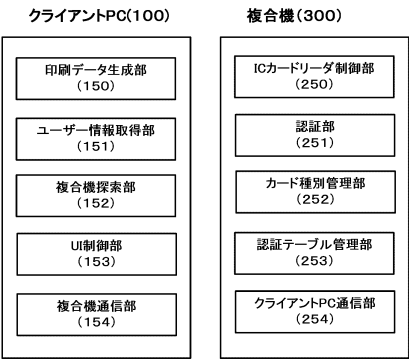 クライアントPC(100)
印刷データ生成部
(150)
ユーザー情報取得部
(151)
複合機探索部
(152)
UI制御部
(153)
複合機通信部
(154)
複合機(300)
ICカードリーダ制御部
(250)
認証部
(251)
カード種別管理部
(252)
認証テーブル管理部
(253)
クライアントPC通信部
(254)